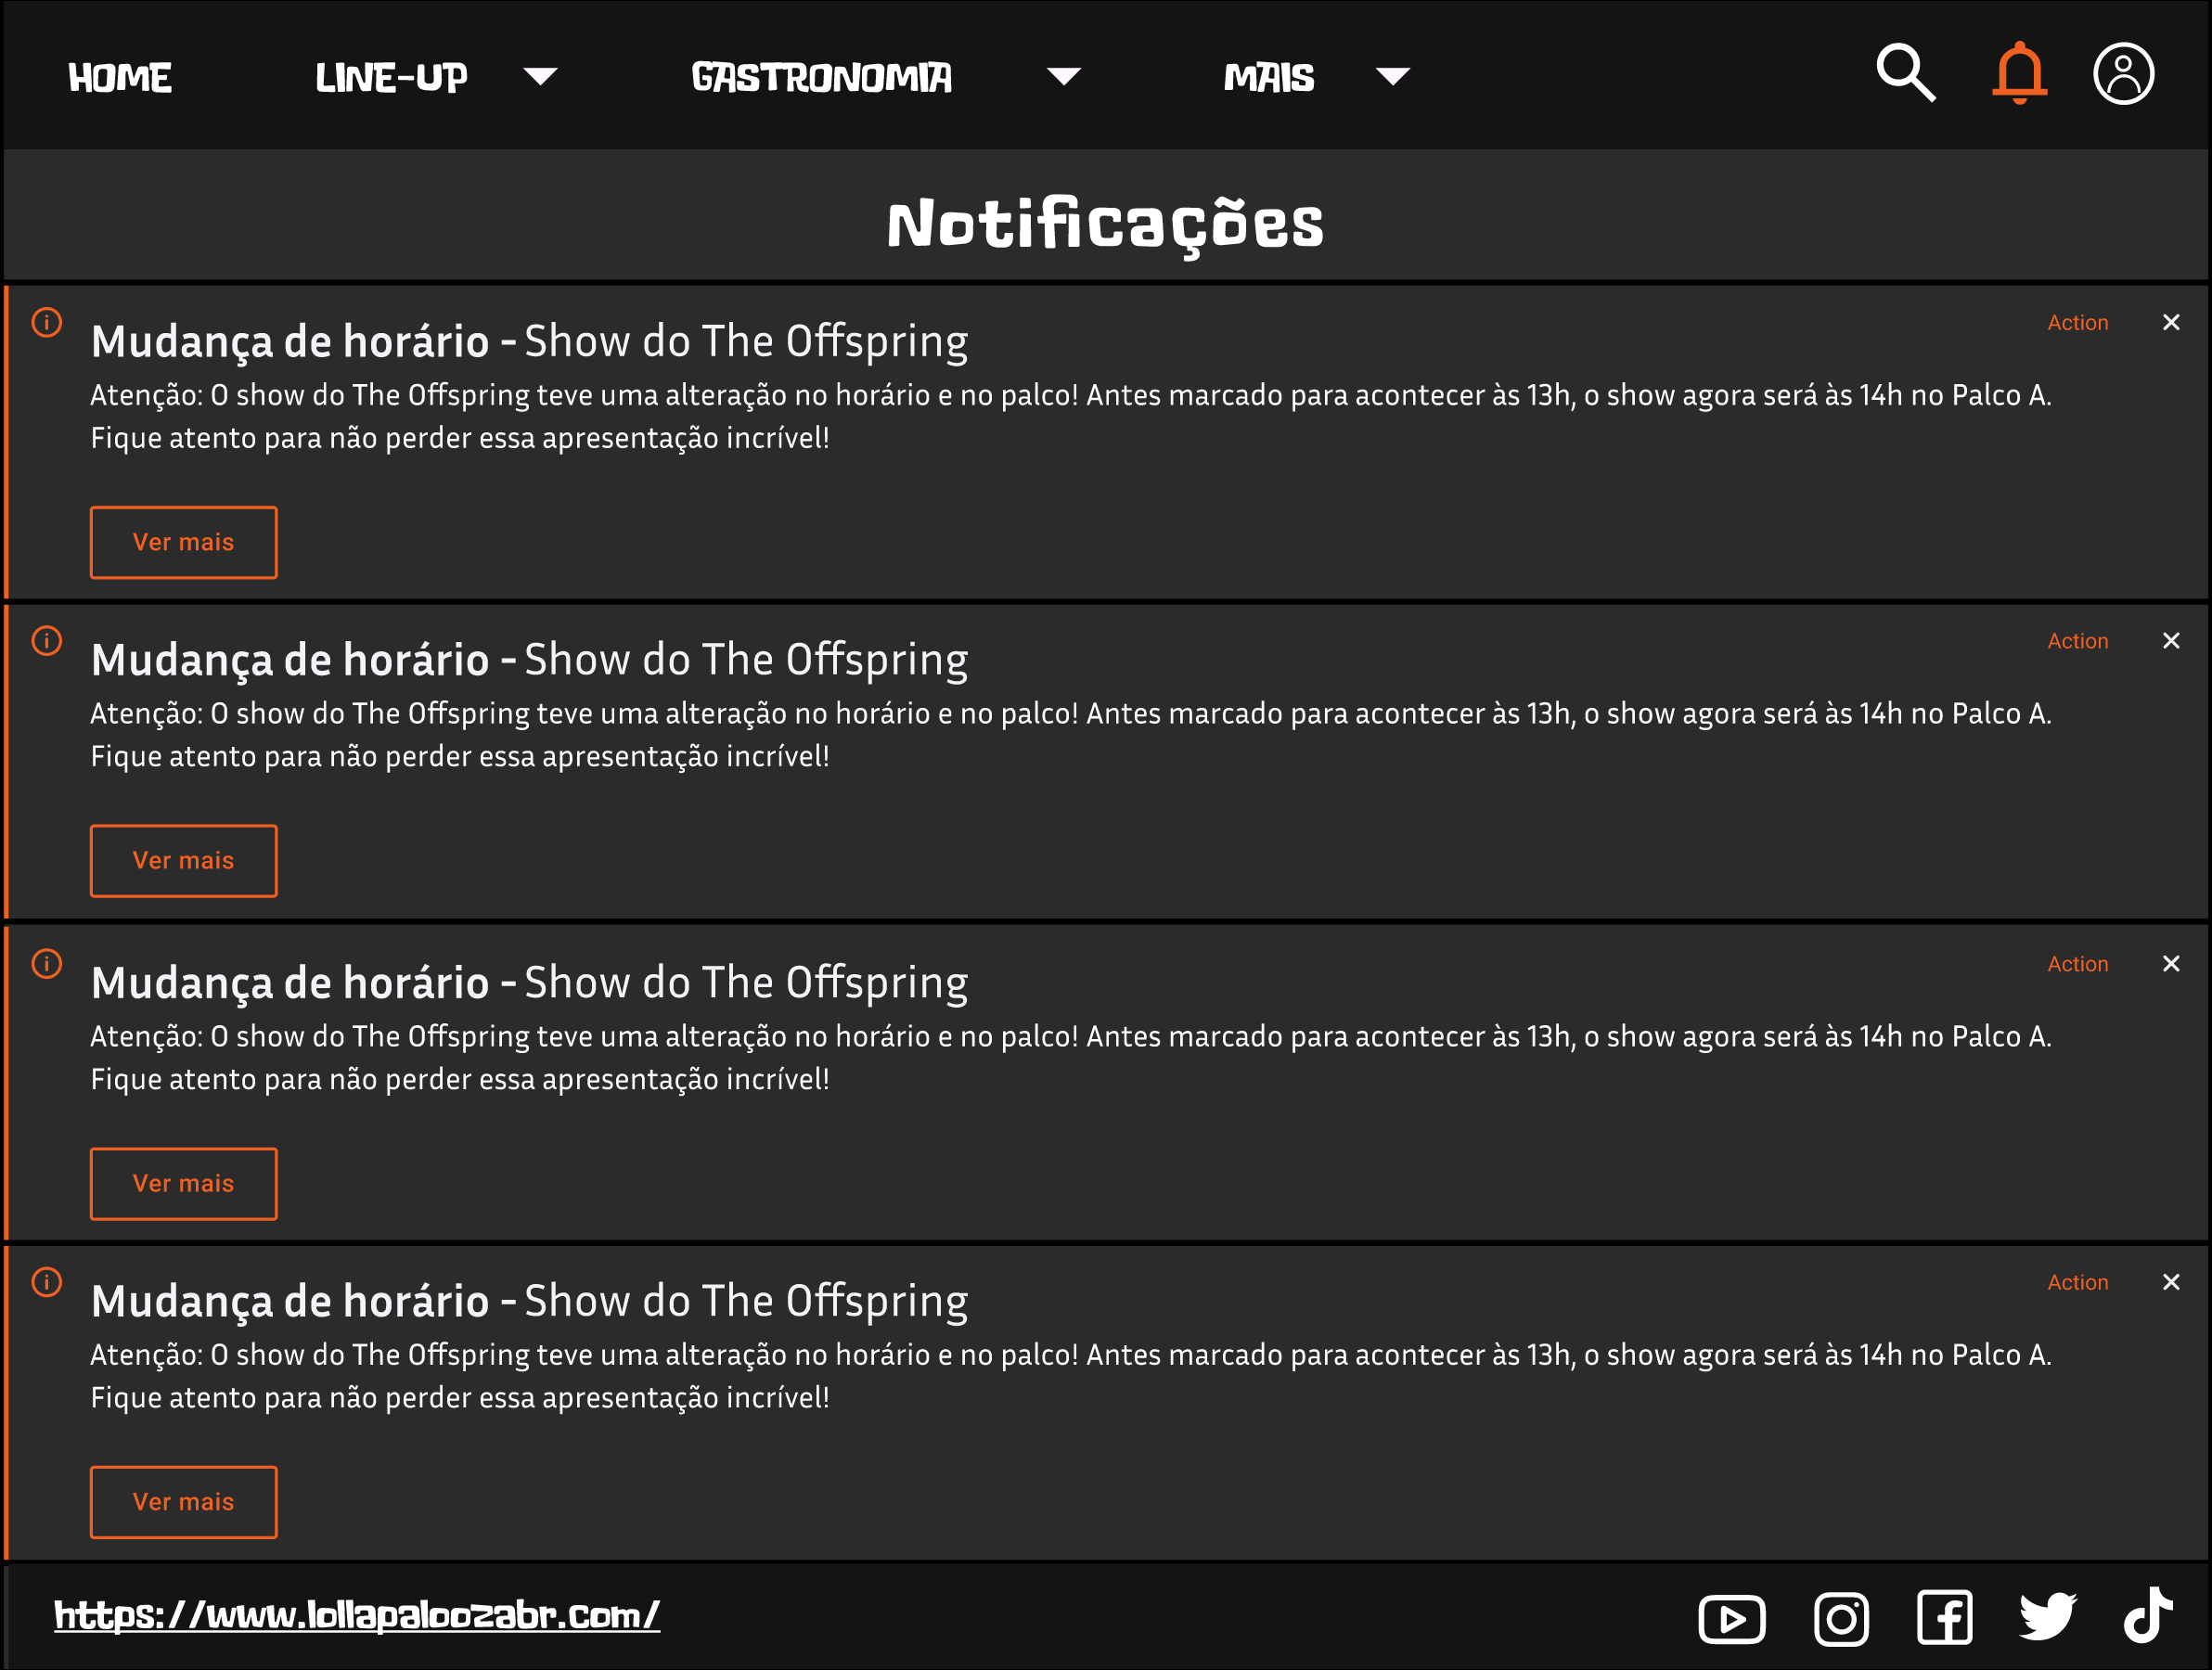 HOME LINE-UP GASTRONOMIA MAIS
Notificações
Mudança de horário - Show do The Offspring
Action
Atenção: O show do The Offspring teve uma alteração no horário e no palco! Antes marcado para acontecer às 13h, o show agora será às 14h no Palco A.
Fique atento para não perder essa apresentação incrível!
Ver mais
Mudança de horário - Show do The Offspring
Action
Atenção: O show do The Offspring teve uma alteração no horário e no palco! Antes marcado para acontecer às 13h, o show agora será às 14h no Palco A.
Fique atento para não perder essa apresentação incrível!
Ver mais
Mudança de horário - Show do The Offspring
Action
Atenção: O show do The Offspring teve uma alteração no horário e no palco! Antes marcado para acontecer às 13h, o show agora será às 14h no Palco A.
Fique atento para não perder essa apresentação incrível!
Ver mais
Mudança de horário - Show do The Offspring
Action
Atenção: O show do The Offspring teve uma alteração no horário e no palco! Antes marcado para acontecer às 13h, o show agora será às 14h no Palco A.
Fique atento para não perder essa apresentação incrível!
Ver mais
https://www.lollapaloozabr.com/